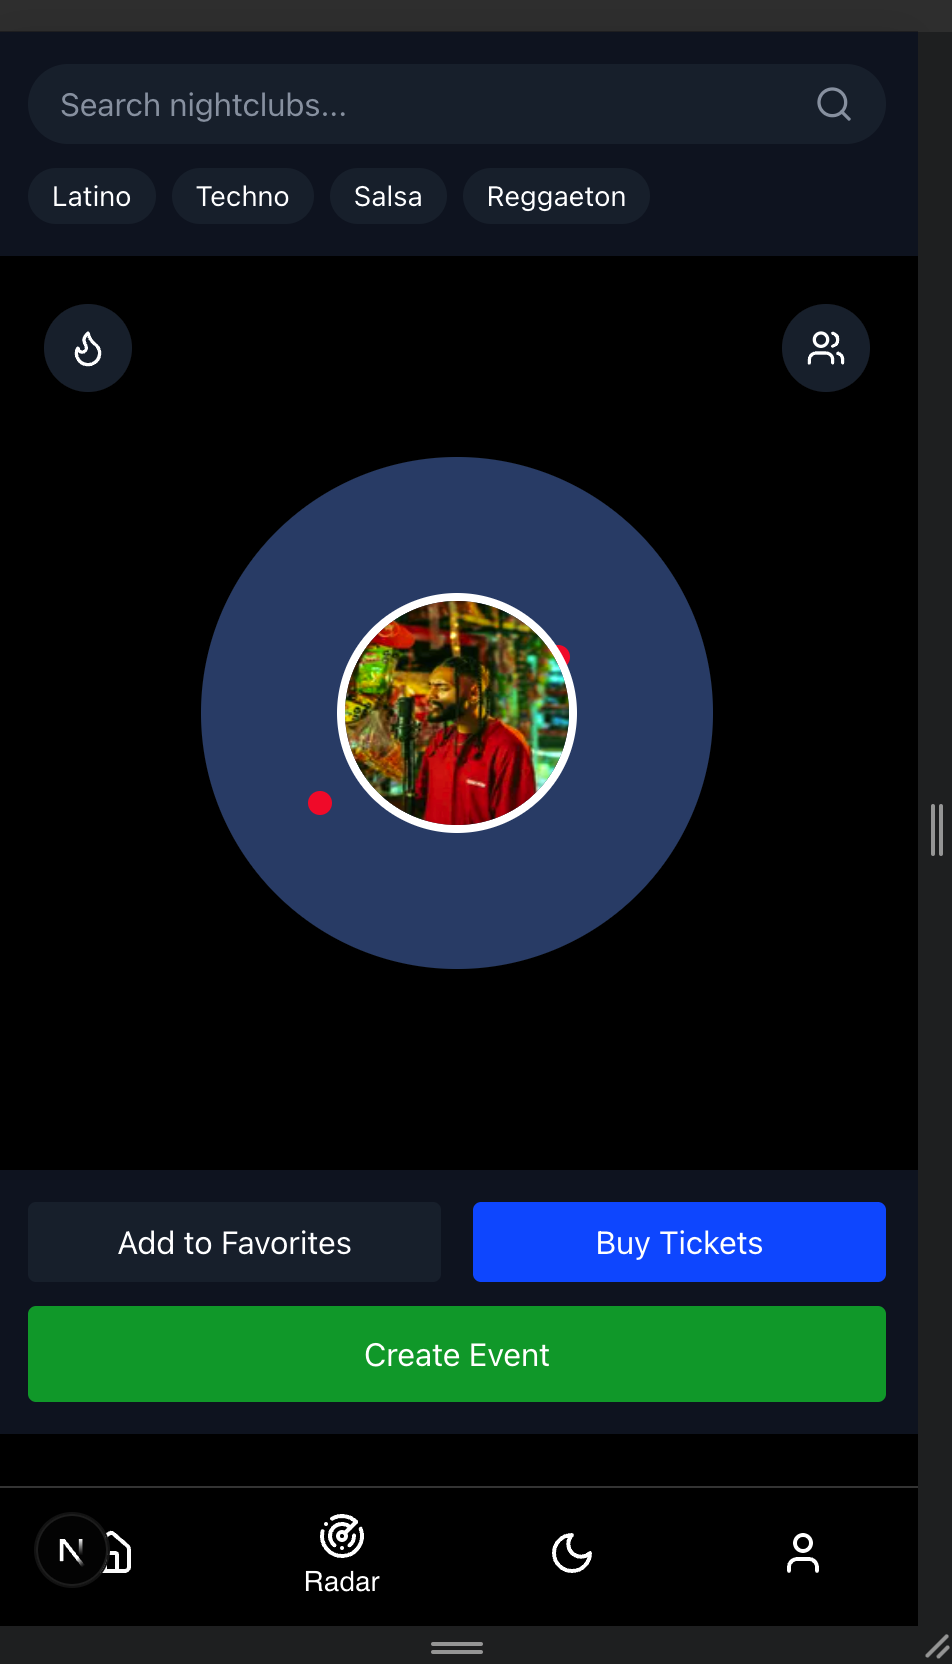 Search nightclubs...
Latino Techno Salsa Reggaeton
Add to Favorites Buy Tickets
Create Event
N
Radar